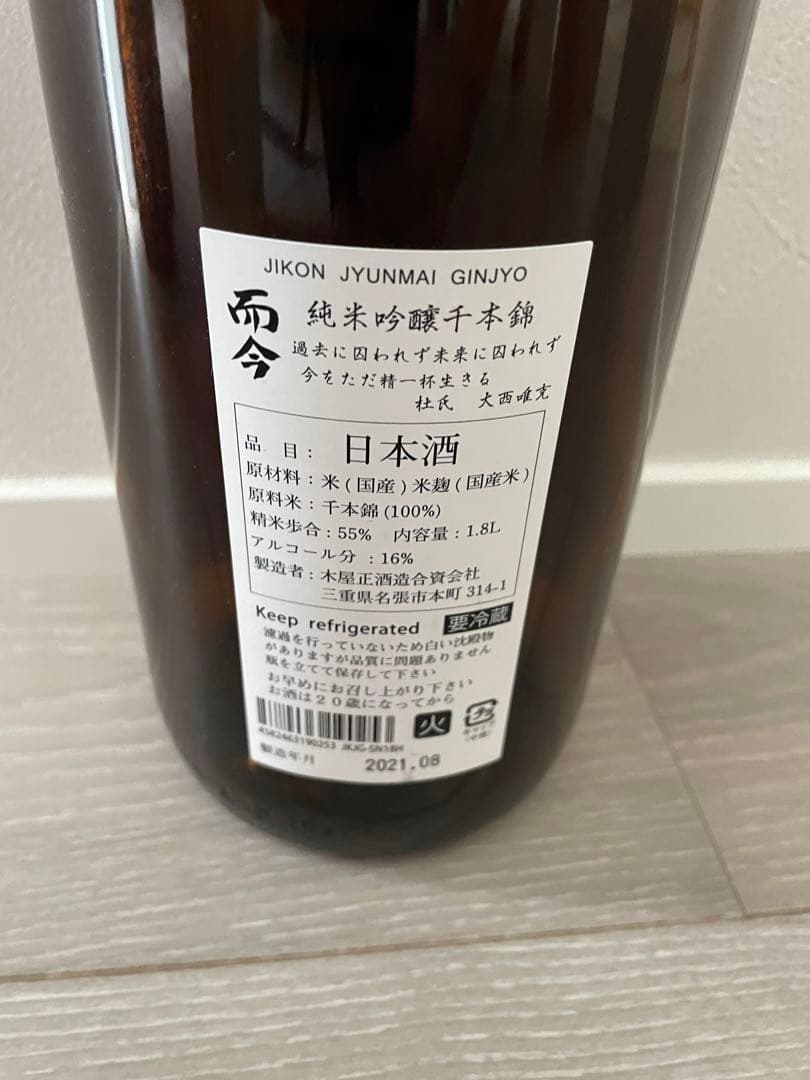 JIKON JYUNMAI GINJYO
而今
純米吟醸千本錦
過去に囚われず未来に囚われず
今をただ精一杯生きる
杜氏 大西唯克
品 目 : 日本酒
原材料 : 米(国産)米麹(国産米)
原料米 : 千本錦(100%)
精米歩合 : 55% 内容量 : 1.8L
アルコール分 : 16%
製造者 : 木屋正酒造合資会社
三重県名張市本町 314-1
Keep refrigerated 要冷蔵
濾過を行っていないため白い沈殿物
がありますが品質に問題ありません
瓶を立てて保存して下さい
お早めにお召し上がり下さい
お酒は20歳になってから
火
4582463190253 JKJG-SN18H
製造年月 2021.08